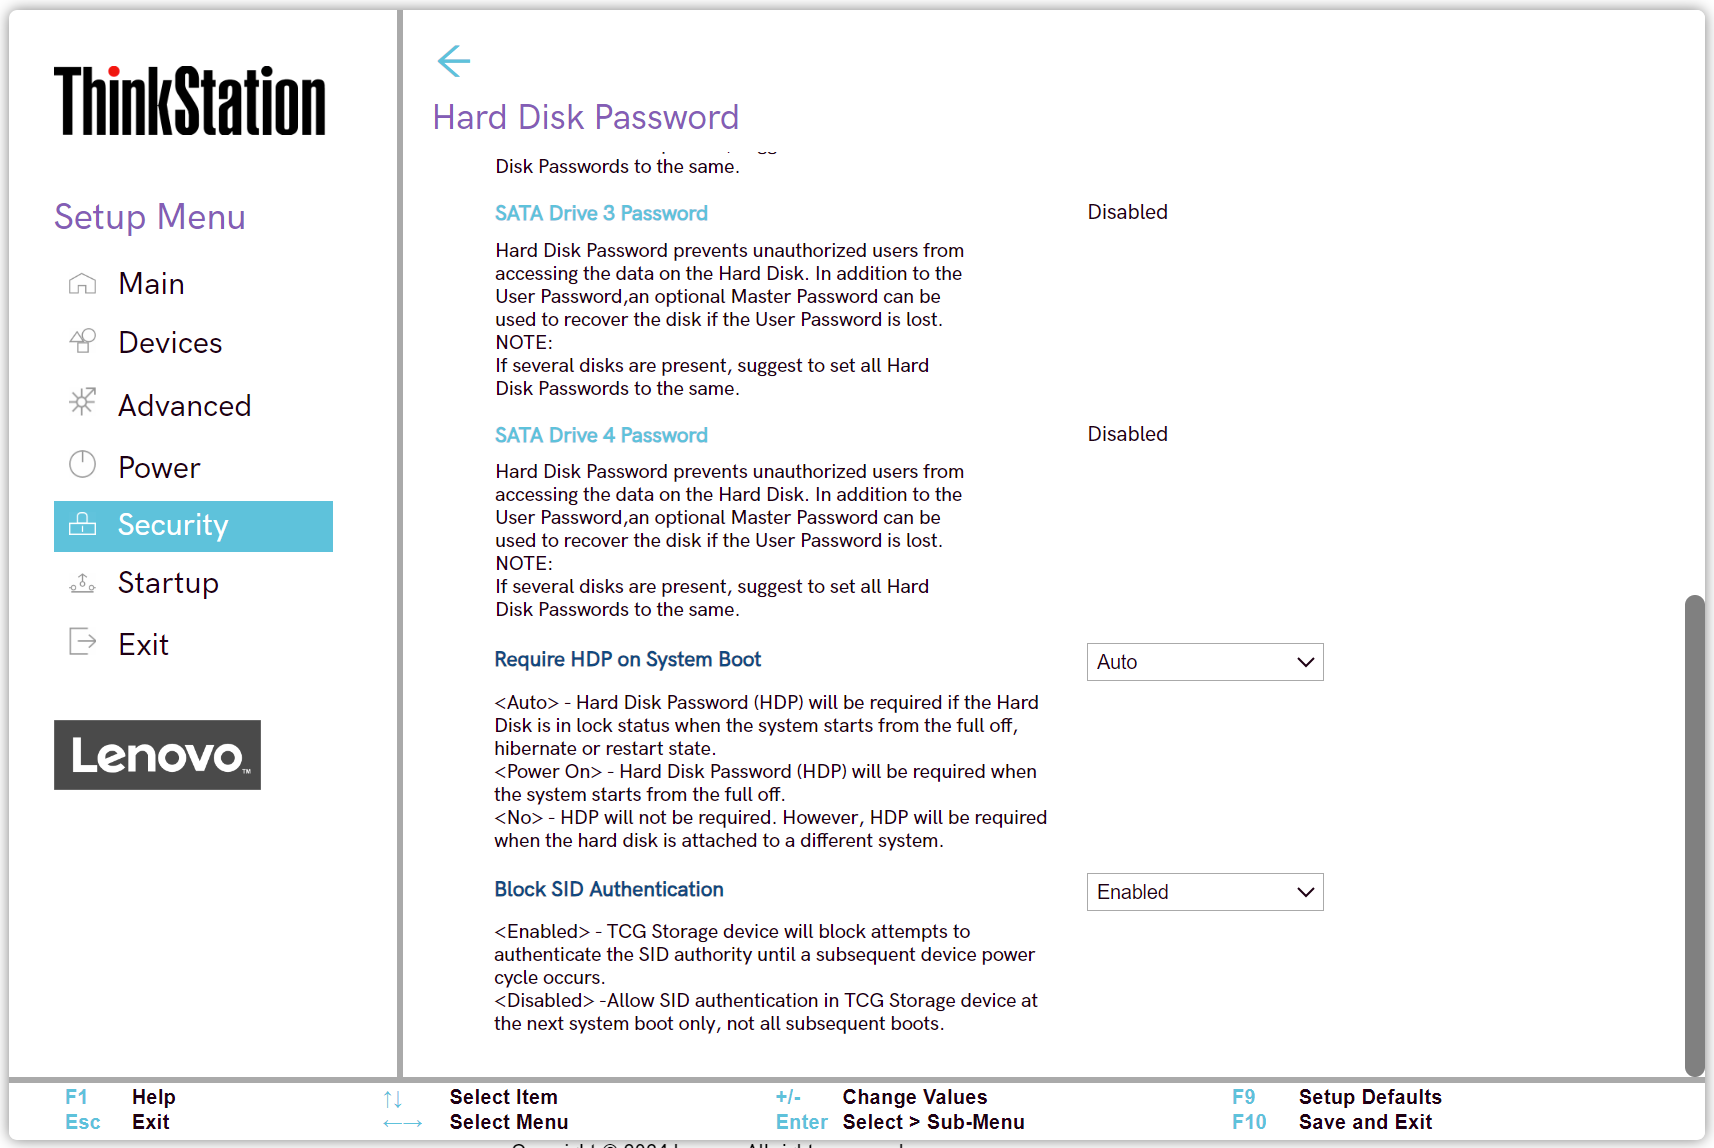 ThinkStation
Setup Menu
Main
Devices
Advanced
Power
Security
Startup
Exit
Lenovo™
Hard Disk Password
Disk Passwords to the same.
SATA Drive 3 Password
Disabled
Hard Disk Password prevents unauthorized users from
accessing the data on the Hard Disk. In addition to the
User Password,an optional Master Password can be
used to recover the disk if the User Password is lost.
NOTE:
If several disks are present, suggest to set all Hard
Disk Passwords to the same.
SATA Drive 4 Password
Disabled
Hard Disk Password prevents unauthorized users from
accessing the data on the Hard Disk. In addition to the
User Password,an optional Master Password can be
used to recover the disk if the User Password is lost.
NOTE:
If several disks are present, suggest to set all Hard
Disk Passwords to the same.
Require HDP on System Boot
Auto
<Auto> - Hard Disk Password (HDP) will be required if the Hard
Disk is in lock status when the system starts from the full off,
hibernate or restart state.
<Power On> - Hard Disk Password (HDP) will be required when
the system starts from the full off.
<No> - HDP will not be required. However, HDP will be required
when the hard disk is attached to a different system.
Block SID Authentication
Enabled
<Enabled> - TCG Storage device will block attempts to
authenticate the SID authority until a subsequent device power
cycle occurs.
<Disabled> -Allow SID authentication in TCG Storage device at
the next system boot only, not all subsequent boots.
F1 Help ↑↓ Select Item +/- Change Values F9 Setup Defaults
Esc Exit ←→ Select Menu Enter Select > Sub-Menu F10 Save and Exit